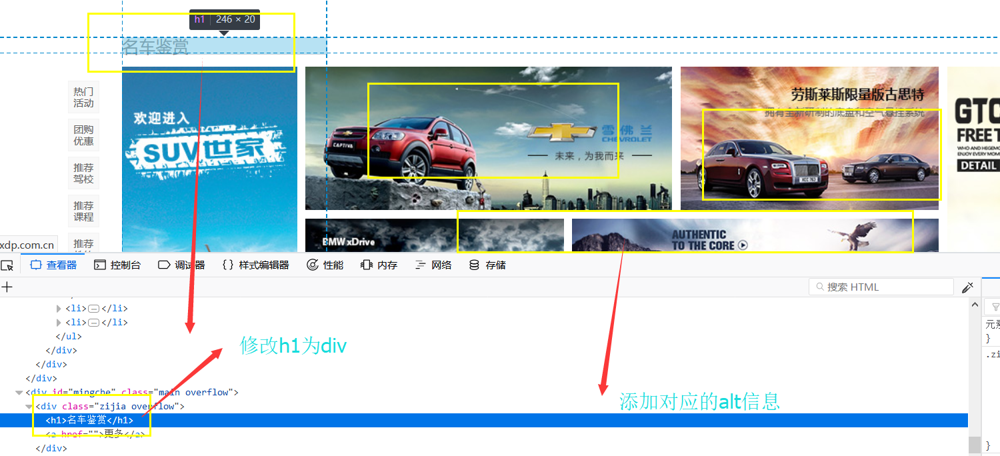 h1 246 × 20
名车鉴赏
热门
活动
团购
优惠
推荐
驾校
推荐
课程
推荐
欢迎进入
SUV世家
CAPTIVA
雪佛兰
CHEVROLET
未来，为我而来
劳斯莱斯限量版古思特
拥有全新研制的底盘和空气悬挂系统
GTO
FREE T
WHO AND HEGEMO
ENJOY EVERY MOM
DETAIL
BMW xDrive
AUTHENTIC
TO THE CORE
xdp.com.cn
查看器 控制台 调试器 {} 样式编辑器 性能 内存 网络 存储
+ 搜索 HTML
<li>…</li>
<li>…</li>
</ul>
</div>
</div>
</div>
<div id="mingche" class="main overflow">
<div class="zijia overflow">
<h1>名车鉴赏</h1>
<a href="">更多</a>
</div>
修改h1为div
添加对应的alt信息
元素
}
.zi
}